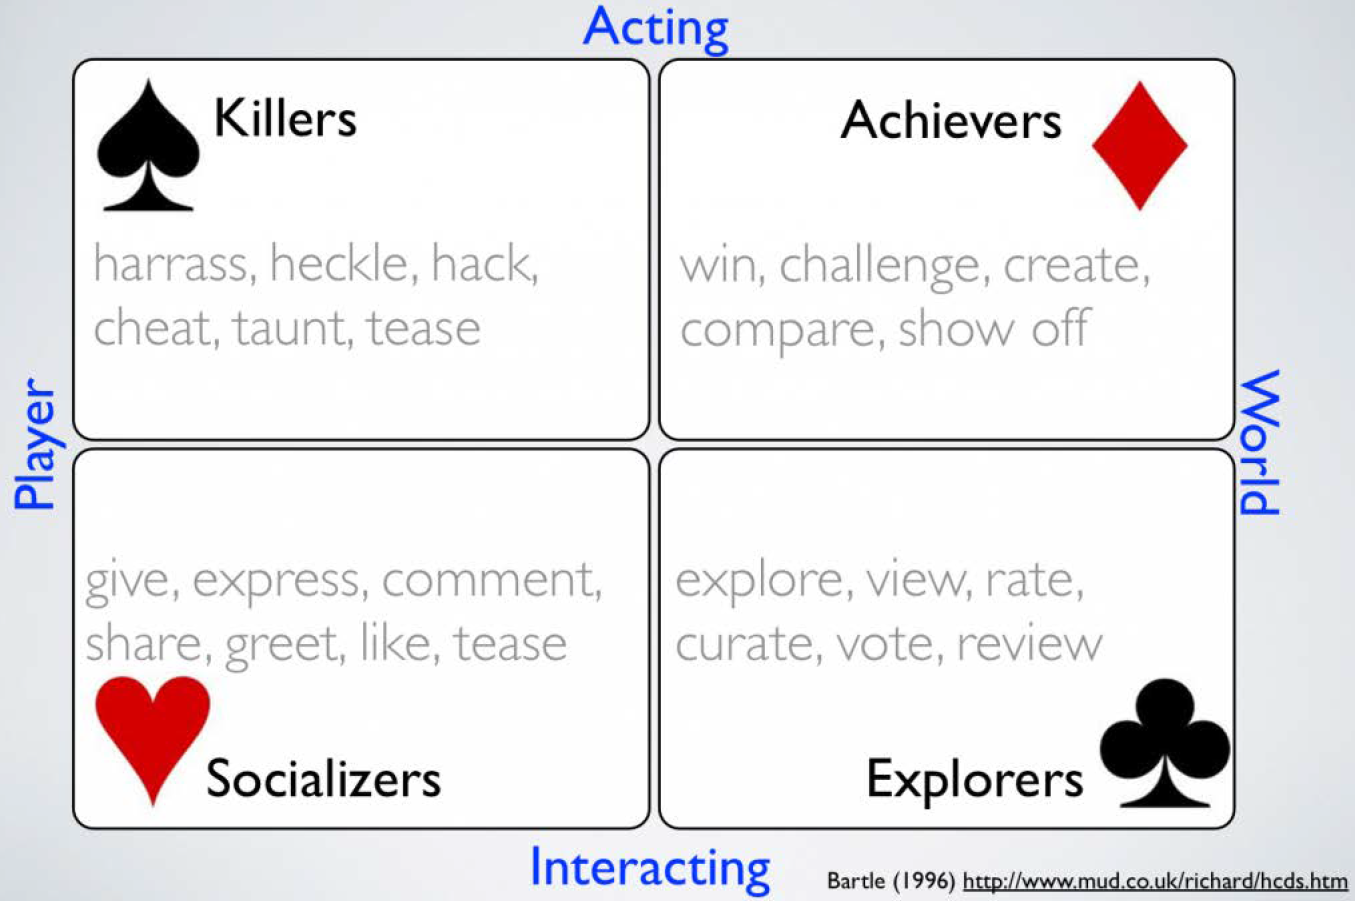 Acting
Killers
harrass, heckle, hack,
cheat, taunt, tease
Achievers
win, challenge, create,
compare, show off
Player
World
give, express, comment,
share, greet, like, tease
Socializers
explore, view, rate,
curate, vote, review
Explorers
Interacting
Bartle (1996) http://www.mud.co.uk/richard/hcds.htm